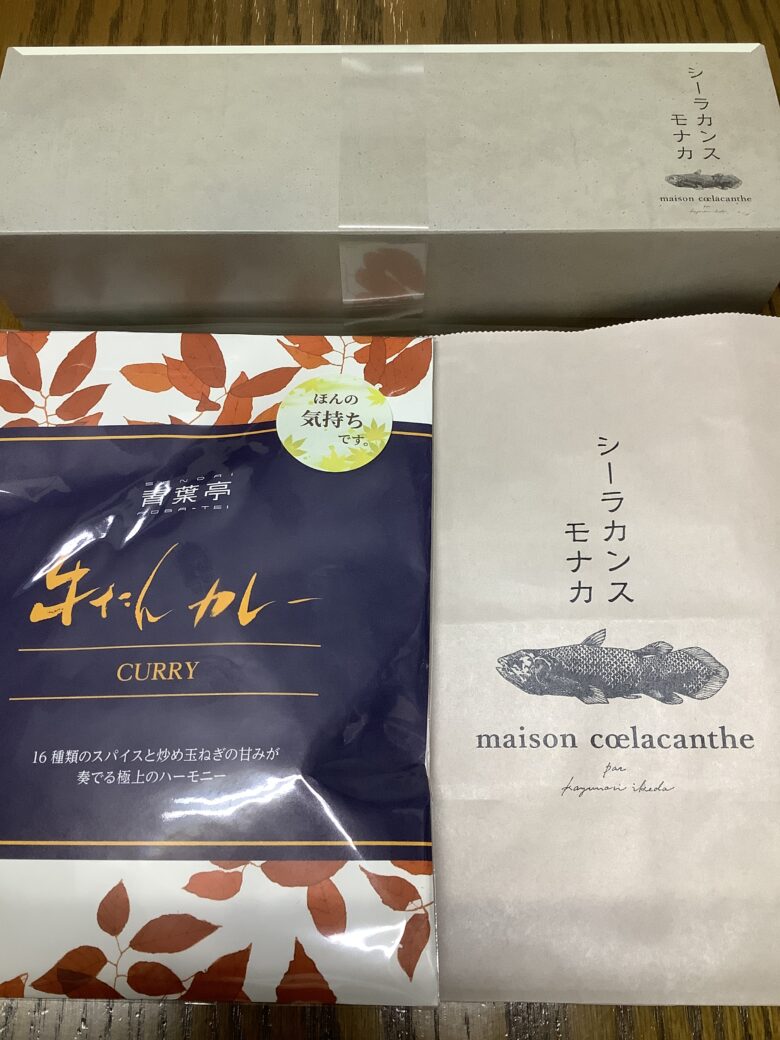 シーラカンス
モナカ
maison cœlacanthe
par
ほんの
気持ち
です。
SENDAI
青葉亭
AOBA-TEI
牛たん カレー
CURRY
16種類のスパイスと炒め玉ねぎの甘みが
奏でる極上のハーモニー
シーラカンス
モナカ
maison cœlacanthe
par
kazunori ikeda